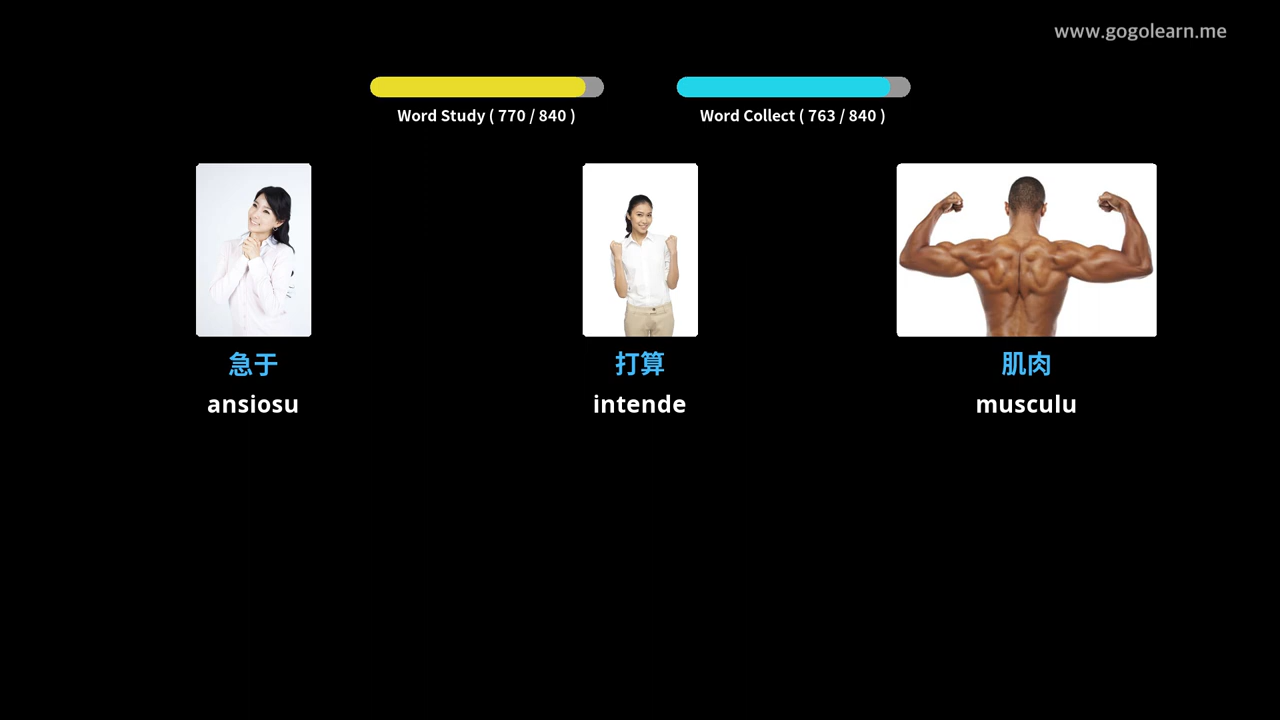 www.gogolearn.me
Word Study ( 770 / 840 )
Word Collect ( 763 / 840 )
急于
ansiosu
打算
intende
肌肉
musculu